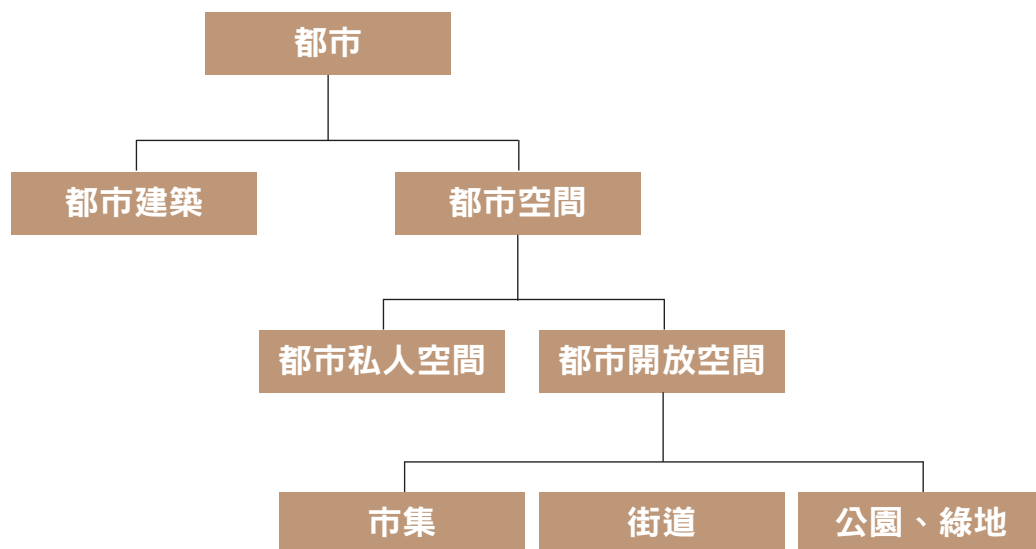 都市
都市建築
都市空間
都市私人空間
都市開放空間
市集
街道
公園、綠地